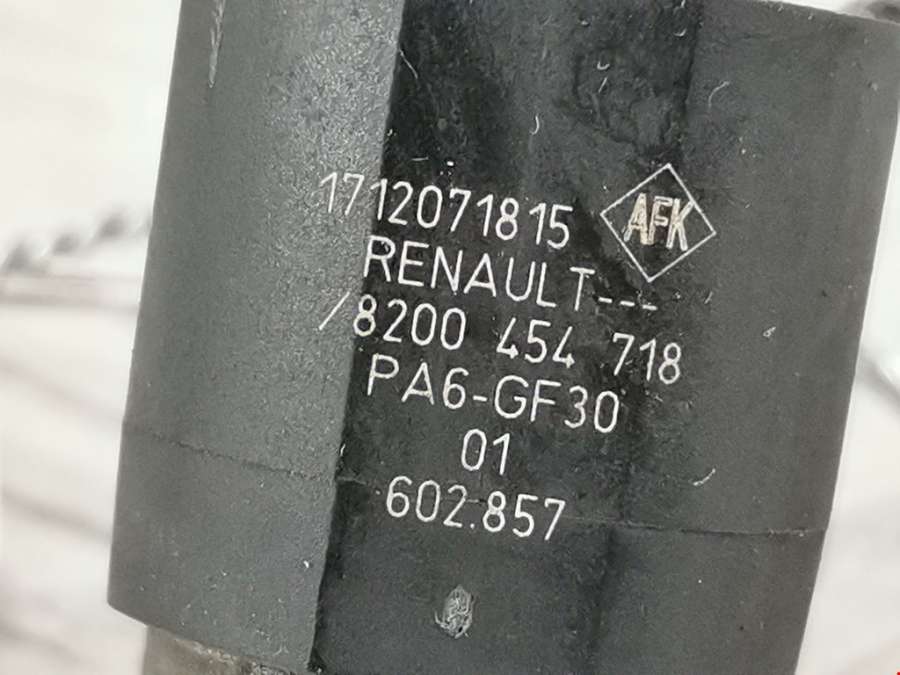 1712071815 AFK
RENAULT---
/8200 454 718
PA6-GF30
01
602.857